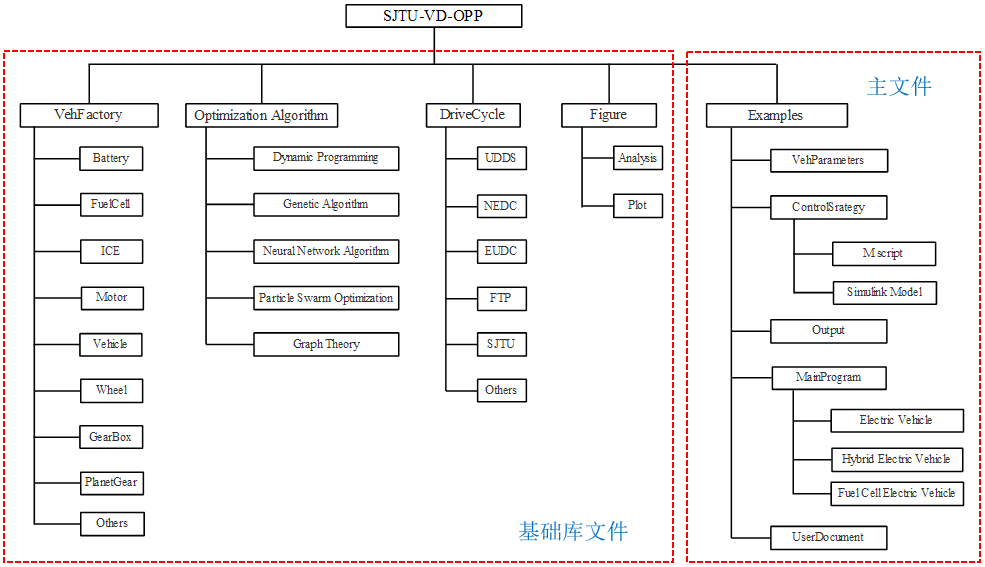 SJTU-VD-OPP
主文件
VehFactory
Battery
FuelCell
ICE
Motor
Vehicle
Wheel
GearBox
PlanetGear
Others
Optimization Algorithm
Dynamic Programming
Genetic Algorithm
Neural Network Algorithm
Particle Swarm Optimization
Graph Theory
DriveCycle
UDDS
NEDC
EUDC
FTP
SJTU
Others
Figure
Analysis
Plot
基础库文件
Examples
VehParameters
ControlSrategy
M script
Simulink Model
Output
MainProgram
Electric Vehicle
Hybrid Electric Vehicle
Fuel Cell Electric Vehicle
UserDocument